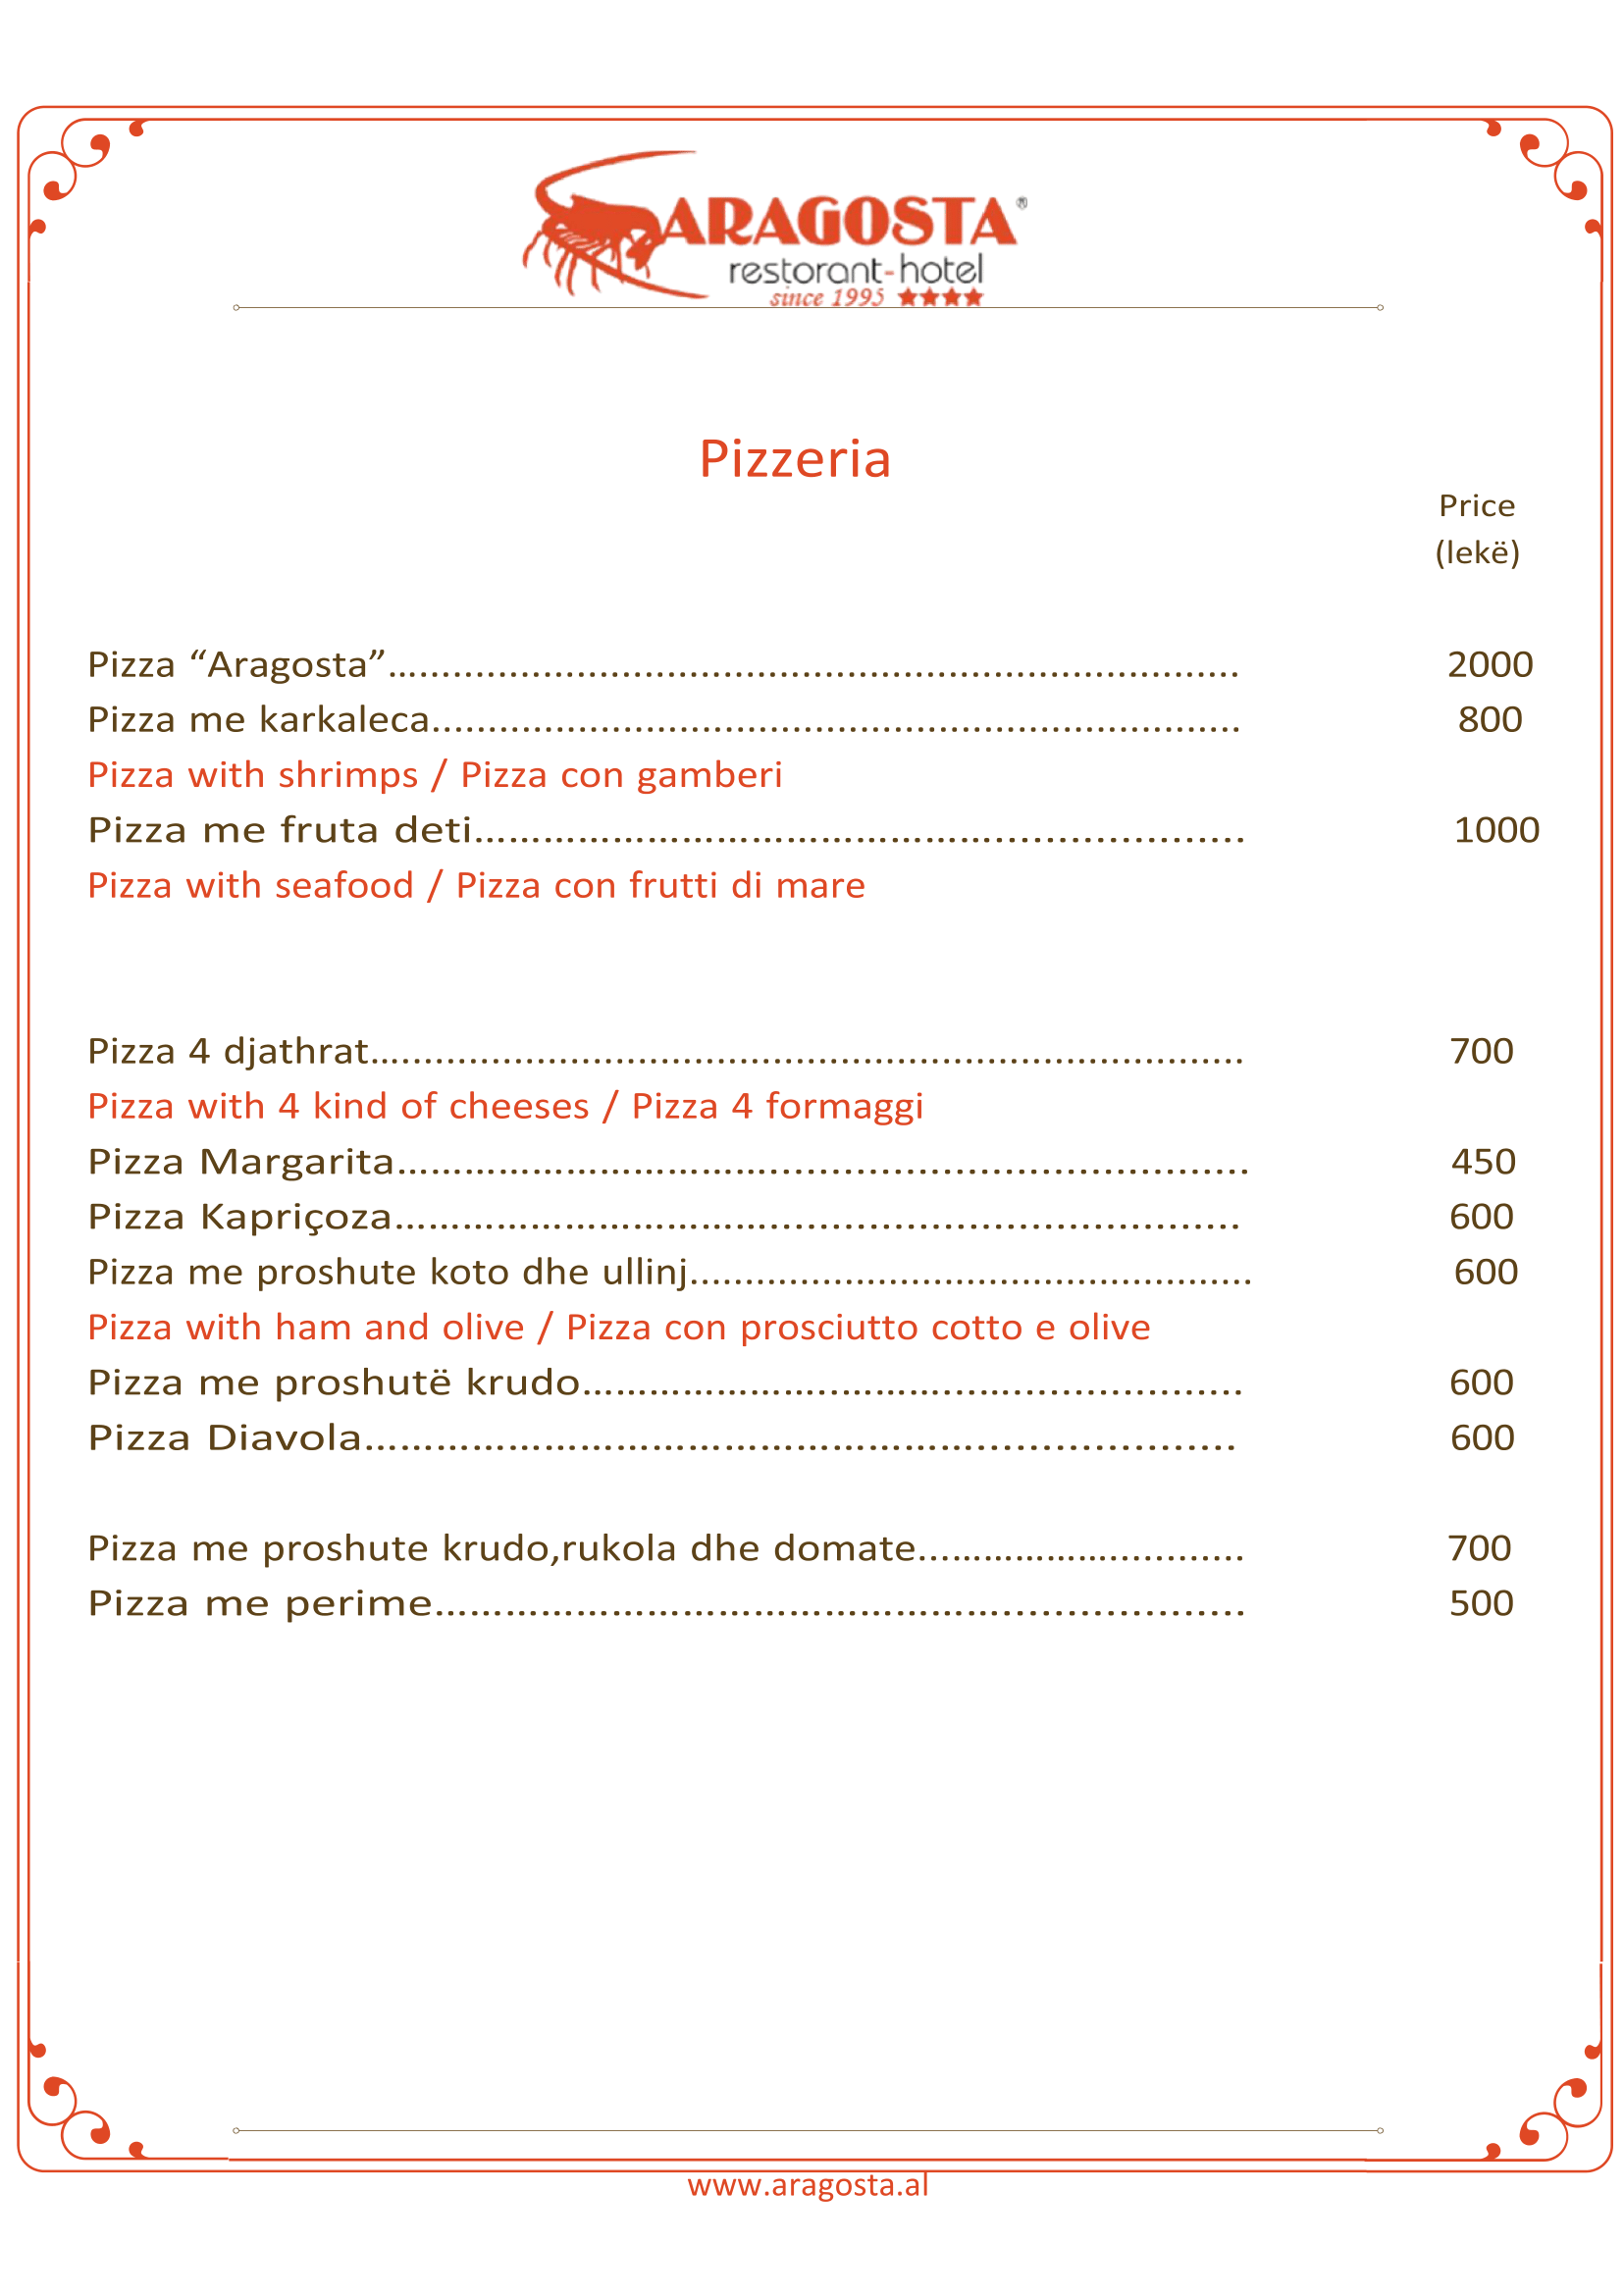 ARAGOSTA®
restorant-hotel
since 1995
Pizzeria
Price
(lekë)
Pizza “Aragosta”........................................................................ 2000
Pizza me karkaleca........................................................................ 800
Pizza with shrimps / Pizza con gamberi
Pizza me fruta deti........................................................................ 1000
Pizza with seafood / Pizza con frutti di mare
Pizza 4 djathrat........................................................................ 700
Pizza with 4 kind of cheeses / Pizza 4 formaggi
Pizza Margarita........................................................................ 450
Pizza Kapriçoza........................................................................ 600
Pizza me proshute koto dhe ullinj.................................................. 600
Pizza with ham and olive / Pizza con prosciutto cotto e olive
Pizza me proshutë krudo.......................................................... 600
Pizza Diavola........................................................................ 600
Pizza me proshute krudo,rukola dhe domate............................ 700
Pizza me perime........................................................................ 500
www.aragosta.al